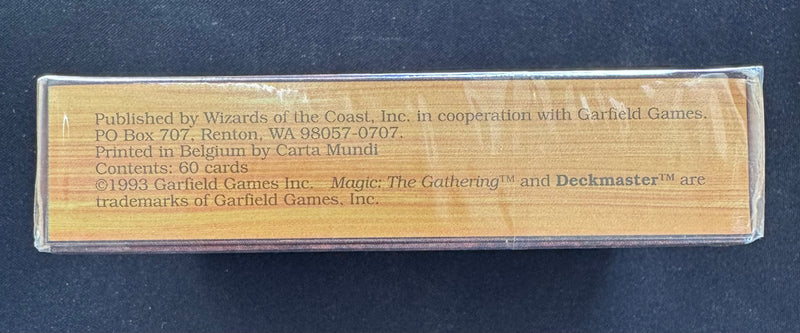 Published by Wizards of the Coast, Inc. in cooperation with Garfield Games.
PO Box 707, Renton, WA 98057-0707.
Printed in Belgium by Carta Mundi
Contents: 60 cards
©1993 Garfield Games Inc. Magic: The Gathering™ and Deckmaster™ are
trademarks of Garfield Games, Inc.